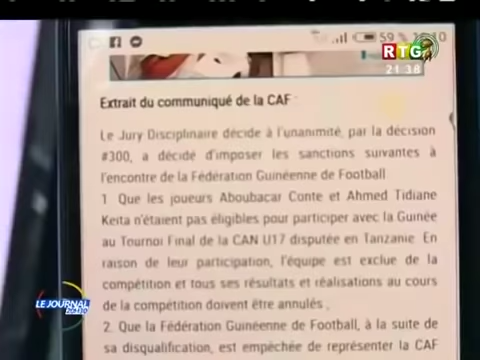 59 %
10
RTG
21:38
Extrait du communiqué de la CAF :
Le Jury Disciplinaire décide à l'unanimité, par la décision
#300, a décidé d'imposer les sanctions suivantes à
l'encontre de la Fédération Guinéenne de Football
1 Que les joueurs Aboubacar Conte et Ahmed Tidiane
Keita n'étaient pas éligibles pour participer avec la Guinée
au Tournoi Final de la CAN U17 disputée en Tanzanie. En
raison de leur participation, l'équipe est exclue de la
compétition et tous ses résultats et réalisations au cours
de la compétition doivent être annulés ;
LE JOURNAL
20H30
2. Que la Fédération Guinéenne de Football, à la suite de
sa disqualification, est empêchée de représenter la CAF